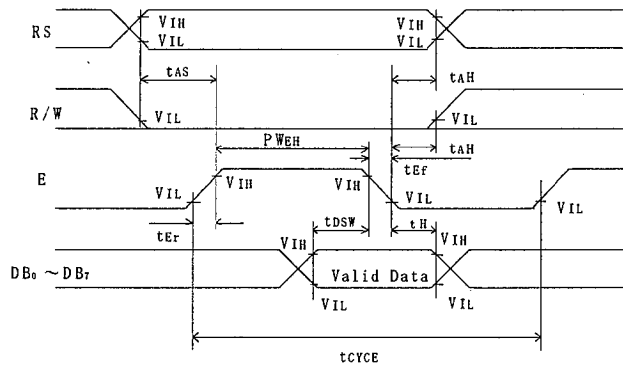 RS
VIH
VIL
VIH
VIL
tAS
tAH
R/W
VIL
VIL
PWEH
tAH
tEf
E
VIL
VIH
VIH
VIL
VIL
tEr
tDSW
tH
VIH
VIH
DB0 ~DB7
Valid Data
VIL
VIL
tCYCE